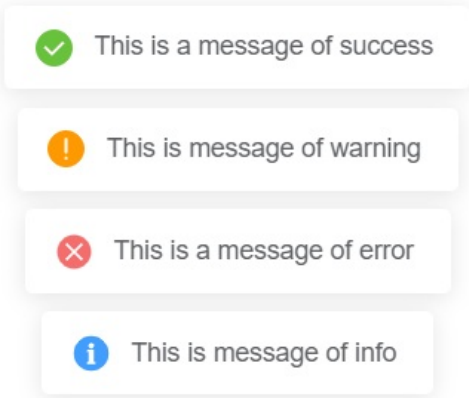 This is a message of success
This is message of warning
This is a message of error
This is message of info